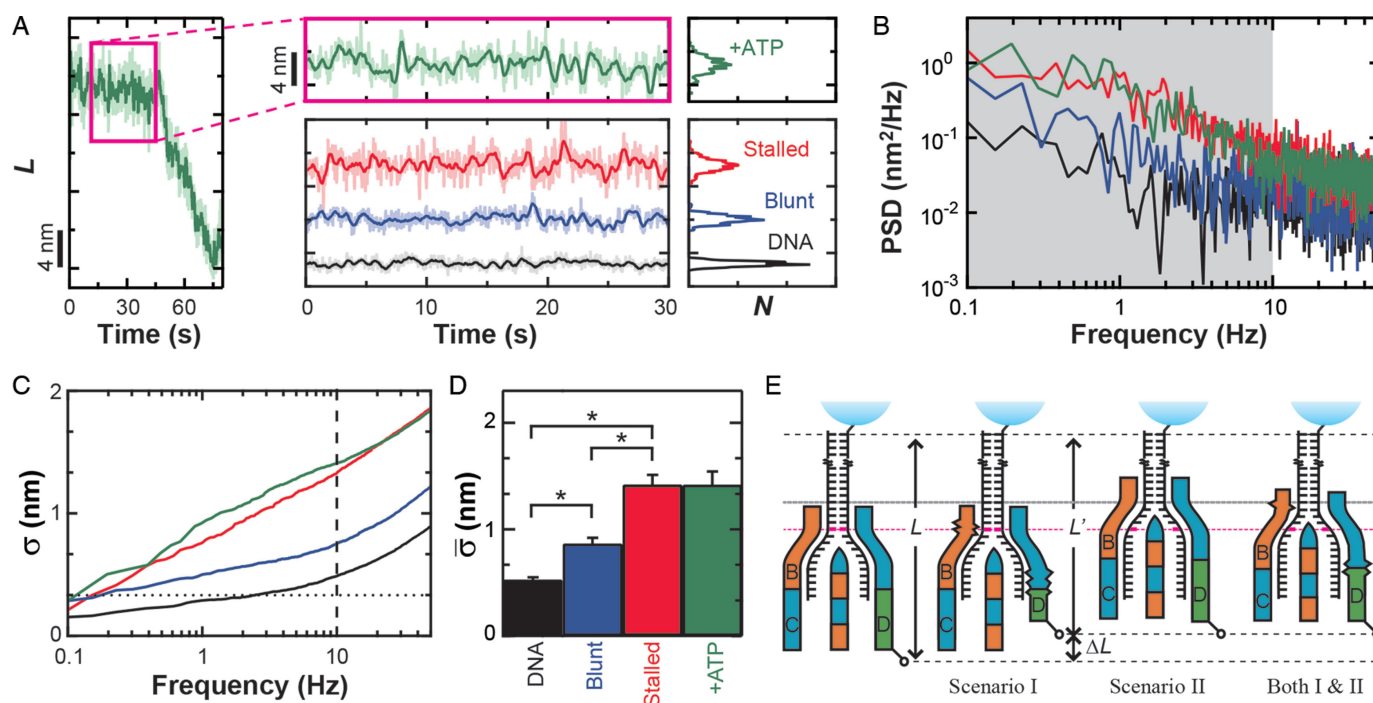 A
L
4 nm
0 30 60
Time (s)
4 nm
+ATP
Stalled
Blunt
DNA
0 10 20 30
Time (s)
N
B
PSD (nm²/Hz)
10⁰
10⁻¹
10⁻²
10⁻³
0.1 1 10
Frequency (Hz)
C
σ (nm)
2
1
0
0.1 1 10
Frequency (Hz)
D
σ̅ (nm)
2
1
0
* * *
DNA
Blunt
Stalled
+ATP
E
L L'
B B B B
C D C D C D C D
ΔL
Scenario I Scenario II Both I & II